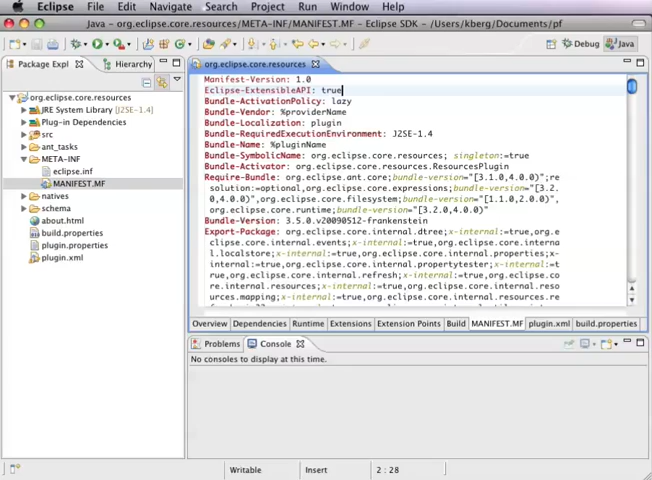 Eclipse File Edit Navigate Search Project Run Window Help
Java - org.eclipse.core.resources/META-INF/MANIFEST.MF - Eclipse SDK - /Users/kberg/Documents/pf
Debug Java
Package Expl Hierarchy
org.eclipse.core.resources
JRE System Library [J2SE-1.4]
Plug-in Dependencies
src
ant_tasks
META-INF
eclipse.inf
MANIFEST.MF
natives
schema
about.html
build.properties
plugin.properties
plugin.xml
org.eclipse.core.resources
Manifest-Version: 1.0
Eclipse-ExtensibleAPI: true
Bundle-ActivationPolicy: lazy
Bundle-Vendor: %providerName
Bundle-Localization: plugin
Bundle-RequiredExecutionEnvironment: J2SE-1.4
Bundle-Name: %pluginName
Bundle-SymbolicName: org.eclipse.core.resources; singleton:=true
Bundle-Activator: org.eclipse.core.resources.ResourcesPlugin
Require-Bundle: org.eclipse.ant.core;bundle-version="[3.1.0,4.0.0)";re
solution:=optional,org.eclipse.core.expressions;bundle-version="[3.2.
0,4.0.0)",org.eclipse.core.filesystem;bundle-version="[1.1.0,2.0.0)",
org.eclipse.core.runtime;bundle-version="[3.2.0,4.0.0)"
Bundle-Version: 3.5.0.v20090512-frankenstein
Export-Package: org.eclipse.core.internal.dtree;x-internal:=true,org.e
clipse.core.internal.events;x-internal:=true,org.eclipse.core.interna
l.localstore;x-internal:=true,org.eclipse.core.internal.properties;x-
internal:=true,org.eclipse.core.internal.propertytester;x-internal:=t
rue,org.eclipse.core.internal.refresh;x-internal:=true,org.eclipse.co
re.internal.resources;x-internal:=true,org.eclipse.core.internal.reso
urces.mapping;x-internal:=true,org.eclipse.core.internal.resources.re
Overview Dependencies Runtime Extensions Extension Points Build MANIFEST.MF plugin.xml build.properties
Problems Console
No consoles to display at this time.
Writable Insert 2 : 28